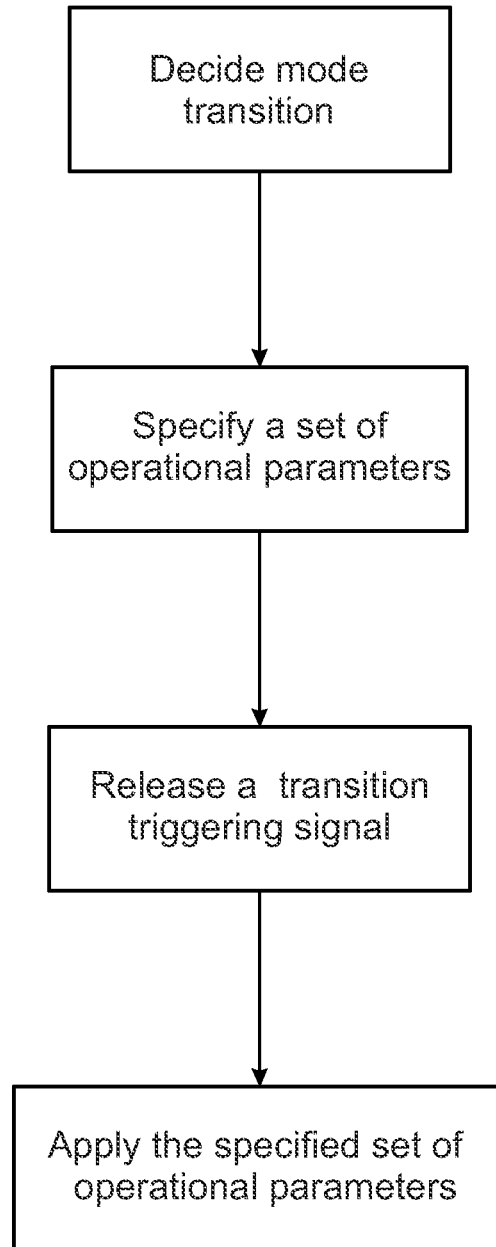 Decide mode
transition
Specify a set of
operational parameters
Release a transition
triggering signal
Apply the specified set of
operational parameters